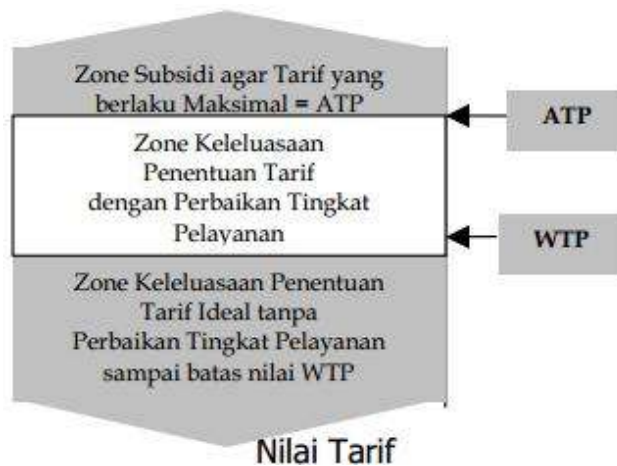 Zone Subsidi agar Tarif yang
berlaku Maksimal = ATP
ATP
Zone Keleluasaan
Penentuan Tarif
dengan Perbaikan Tingkat
Pelayanan
WTP
Zone Keleluasaan Penentuan
Tarif Ideal tanpa
Perbaikan Tingkat Pelayanan
sampai batas nilai WTP
Nilai Tarif